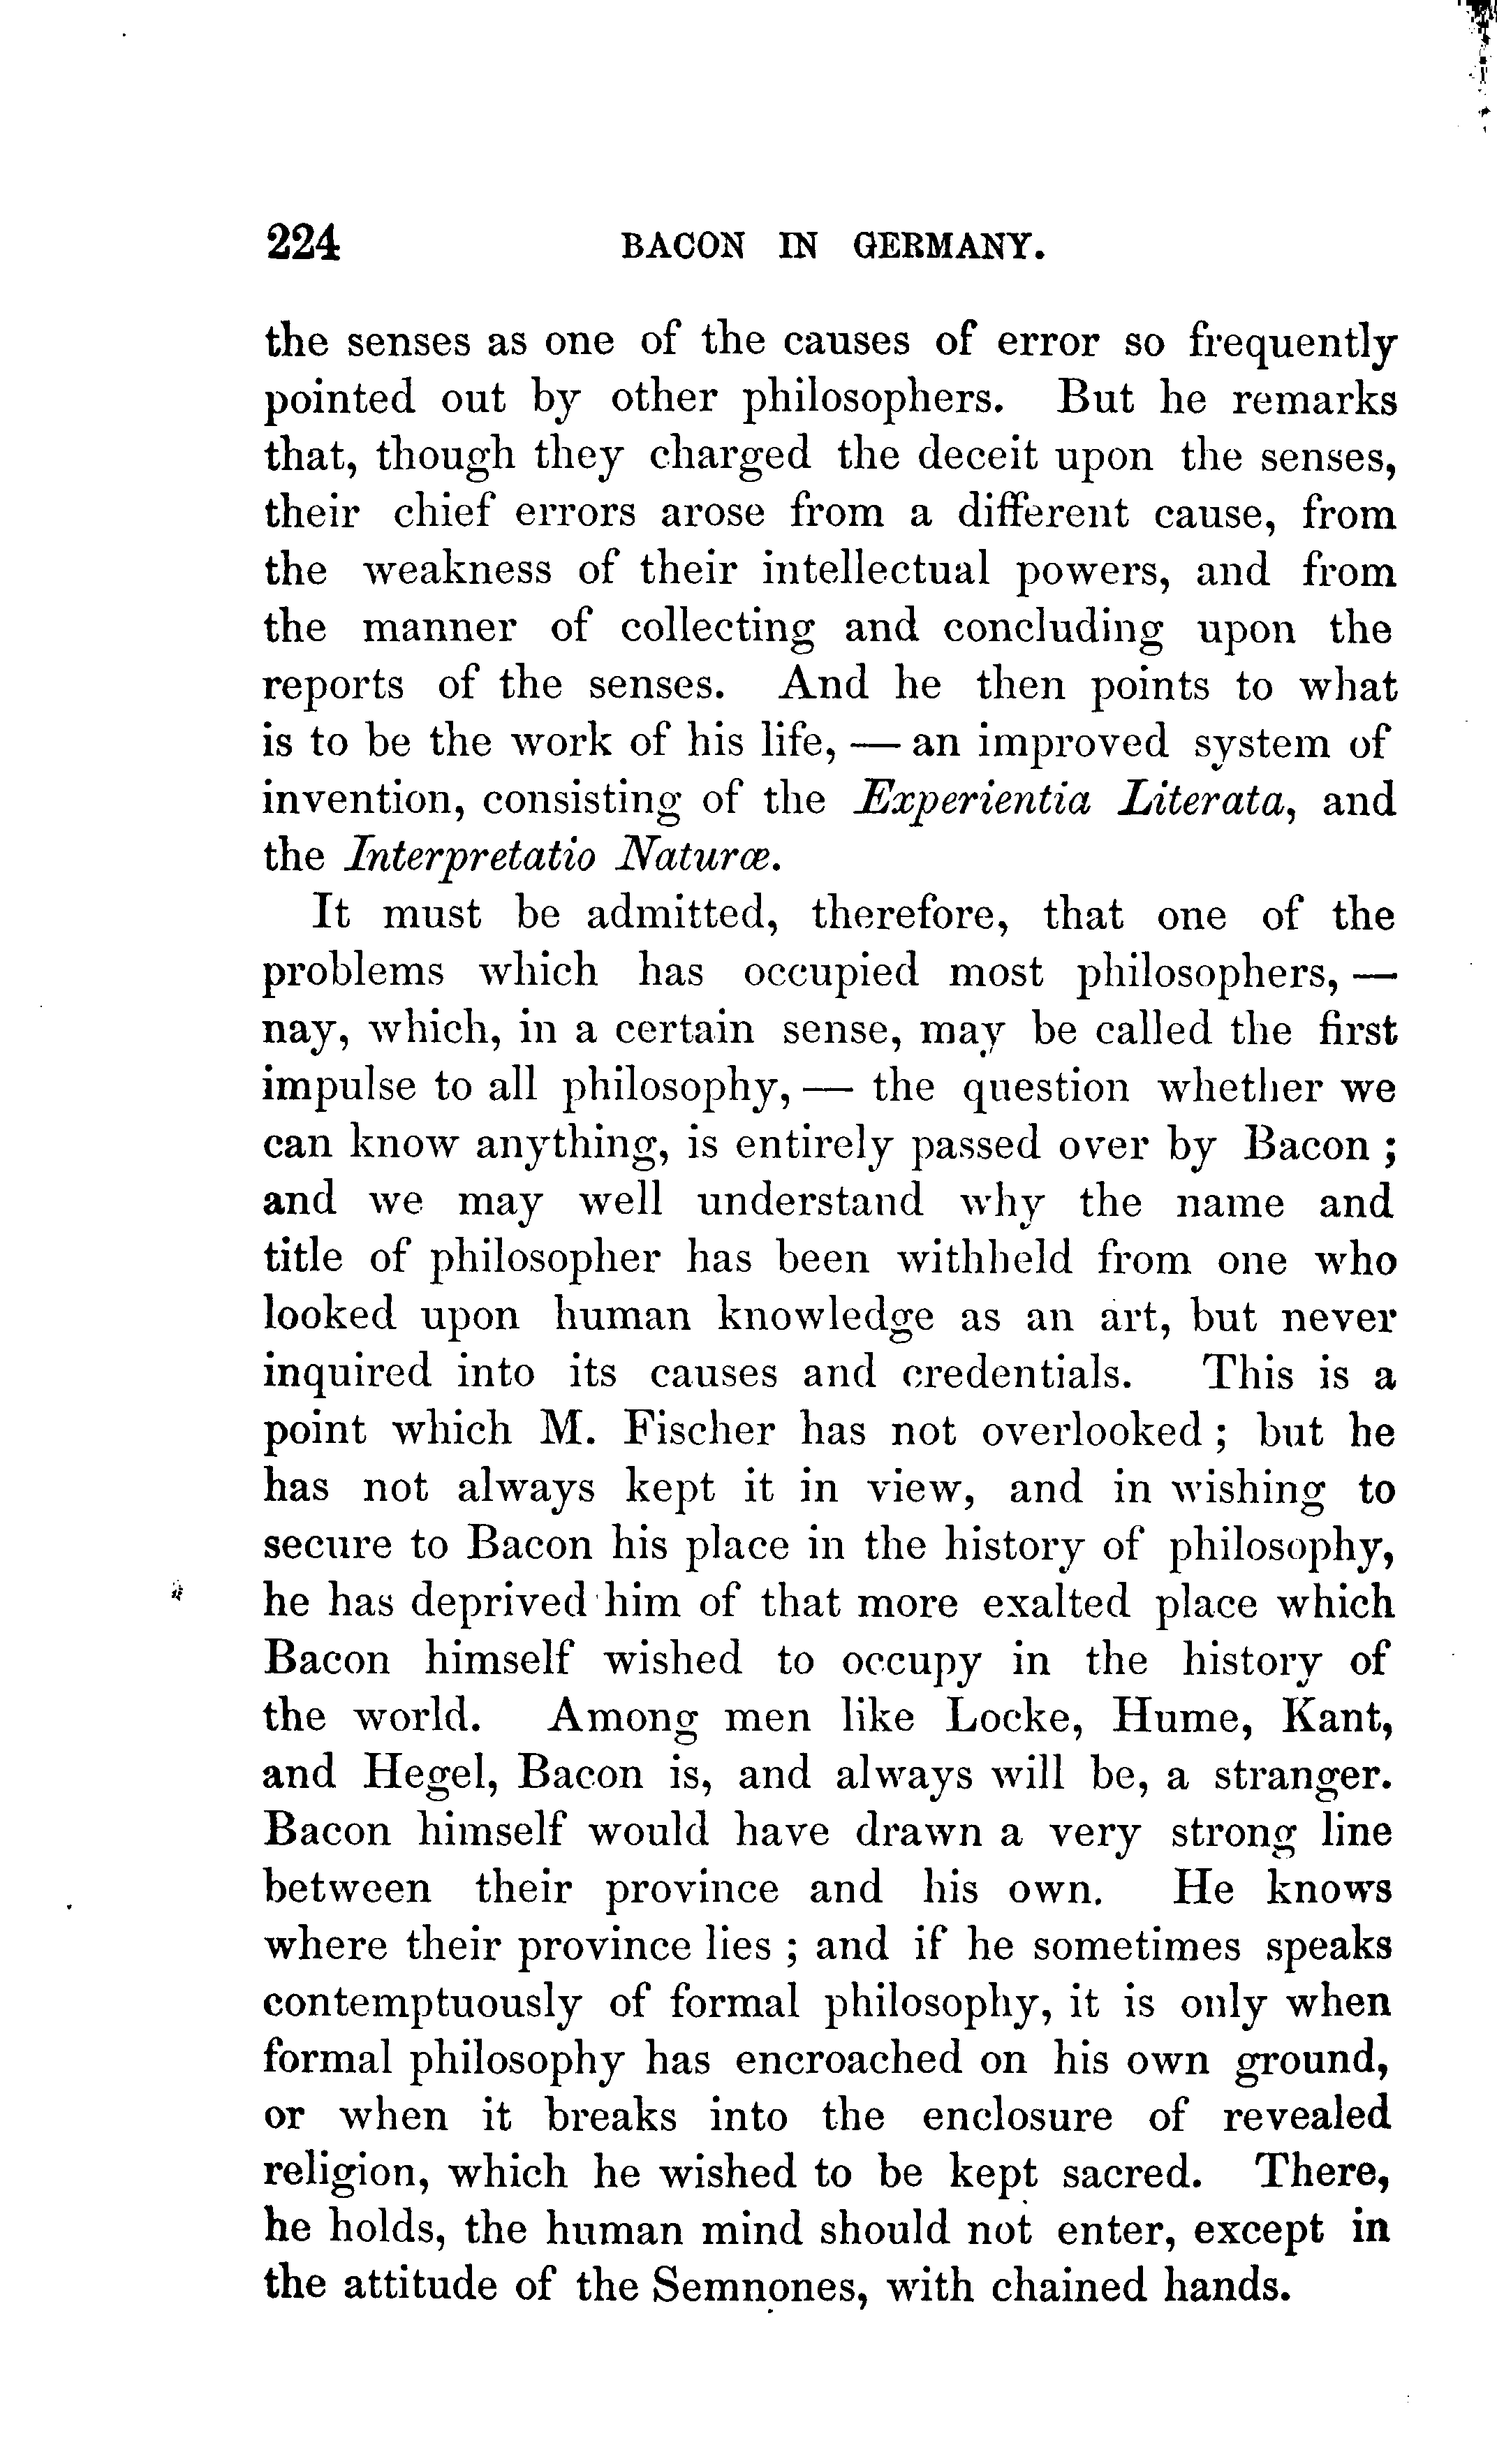 224 BACON IN GERMANY.
the senses as one of the causes of error so frequently
pointed out by other philosophers. But he remarks
that, though they charged the deceit upon the senses,
their chief errors arose from a different cause, from
the weakness of their intellectual powers, and from
the manner of collecting and concluding upon the
reports of the senses. And he then points to what
is to be the work of his life, — an improved system of
invention, consisting of the Experientia Literata, and
the Interpretatio Naturæ.
It must be admitted, therefore, that one of the
problems which has occupied most philosophers, —
nay, which, in a certain sense, may be called the first
impulse to all philosophy, — the question whether we
can know anything, is entirely passed over by Bacon ;
and we may well understand why the name and
title of philosopher has been withheld from one who
looked upon human knowledge as an art, but never
inquired into its causes and credentials. This is a
point which M. Fischer has not overlooked ; but he
has not always kept it in view, and in wishing to
secure to Bacon his place in the history of philosophy,
he has deprived him of that more exalted place which
Bacon himself wished to occupy in the history of
the world. Among men like Locke, Hume, Kant,
and Hegel, Bacon is, and always will be, a stranger.
Bacon himself would have drawn a very strong line
between their province and his own. He knows
where their province lies ; and if he sometimes speaks
contemptuously of formal philosophy, it is only when
formal philosophy has encroached on his own ground,
or when it breaks into the enclosure of revealed
religion, which he wished to be kept sacred. There,
he holds, the human mind should not enter, except in
the attitude of the Semnones, with chained hands.